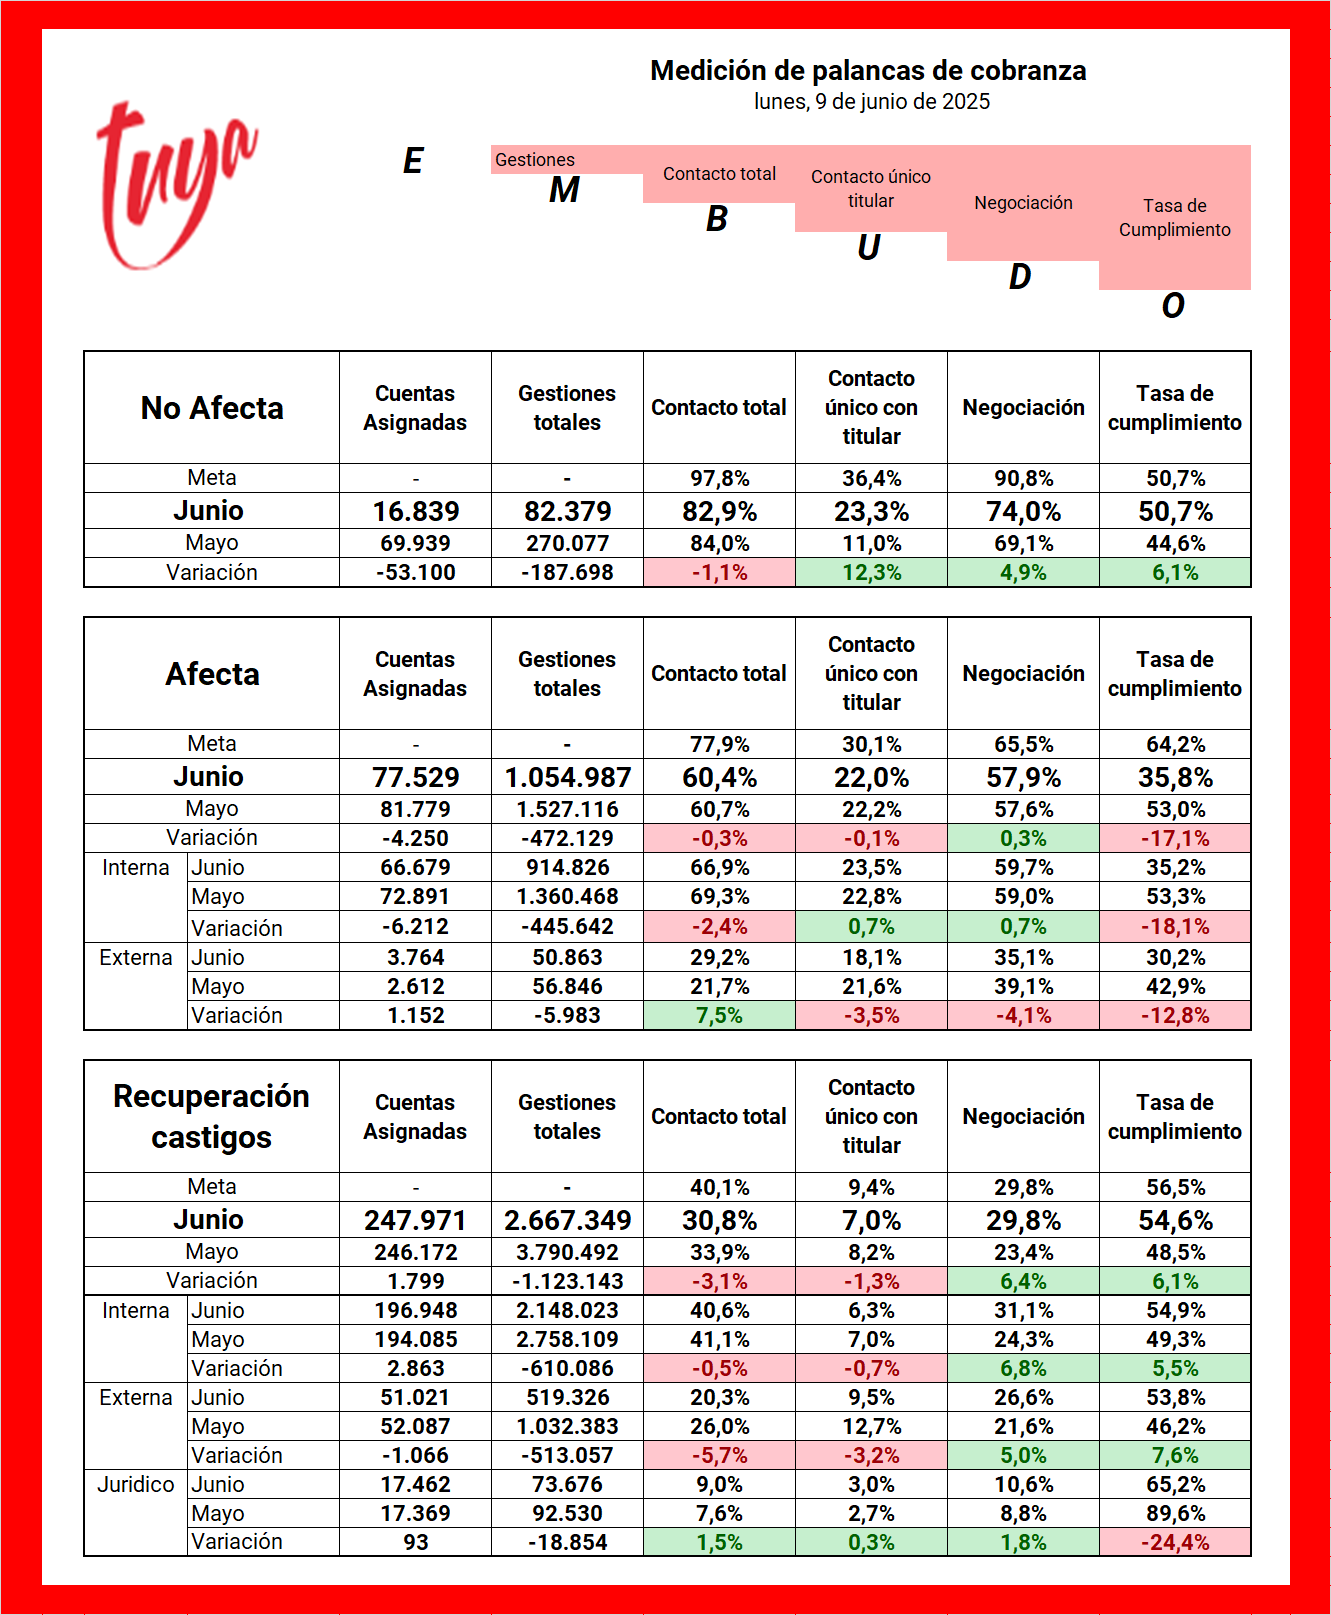 tuya
Medición de palancas de cobranza
lunes, 9 de junio de 2025
E
Gestiones
M
Contacto total
B
Contacto único
titular
U
Negociación
D
Tasa de
Cumplimiento
O
No Afecta Cuentas Asignadas Gestiones totales Contacto total Contacto único con titular Negociación Tasa de cumplimiento
Meta - - 97,8% 36,4% 90,8% 50,7%
Junio 16.839 82.379 82,9% 23,3% 74,0% 50,7%
Mayo 69.939 270.077 84,0% 11,0% 69,1% 44,6%
Variación -53.100 -187.698 -1,1% 12,3% 4,9% 6,1%
Afecta Cuentas Asignadas Gestiones totales Contacto total Contacto único con titular Negociación Tasa de cumplimiento
Meta - - 77,9% 30,1% 65,5% 64,2%
Junio 77.529 1.054.987 60,4% 22,0% 57,9% 35,8%
Mayo 81.779 1.527.116 60,7% 22,2% 57,6% 53,0%
Variación -4.250 -472.129 -0,3% -0,1% 0,3% -17,1%
Interna Junio 66.679 914.826 66,9% 23,5% 59,7% 35,2%
Mayo 72.891 1.360.468 69,3% 22,8% 59,0% 53,3%
Variación -6.212 -445.642 -2,4% 0,7% 0,7% -18,1%
Externa Junio 3.764 50.863 29,2% 18,1% 35,1% 30,2%
Mayo 2.612 56.846 21,7% 21,6% 39,1% 42,9%
Variación 1.152 -5.983 7,5% -3,5% -4,1% -12,8%
Recuperación castigos Cuentas Asignadas Gestiones totales Contacto total Contacto único con titular Negociación Tasa de cumplimiento
Meta - - 40,1% 9,4% 29,8% 56,5%
Junio 247.971 2.667.349 30,8% 7,0% 29,8% 54,6%
Mayo 246.172 3.790.492 33,9% 8,2% 23,4% 48,5%
Variación 1.799 -1.123.143 -3,1% -1,3% 6,4% 6,1%
Interna Junio 196.948 2.148.023 40,6% 6,3% 31,1% 54,9%
Mayo 194.085 2.758.109 41,1% 7,0% 24,3% 49,3%
Variación 2.863 -610.086 -0,5% -0,7% 6,8% 5,5%
Externa Junio 51.021 519.326 20,3% 9,5% 26,6% 53,8%
Mayo 52.087 1.032.383 26,0% 12,7% 21,6% 46,2%
Variación -1.066 -513.057 -5,7% -3,2% 5,0% 7,6%
Juridico Junio 17.462 73.676 9,0% 3,0% 10,6% 65,2%
Mayo 17.369 92.530 7,6% 2,7% 8,8% 89,6%
Variación 93 -18.854 1,5% 0,3% 1,8% -24,4%